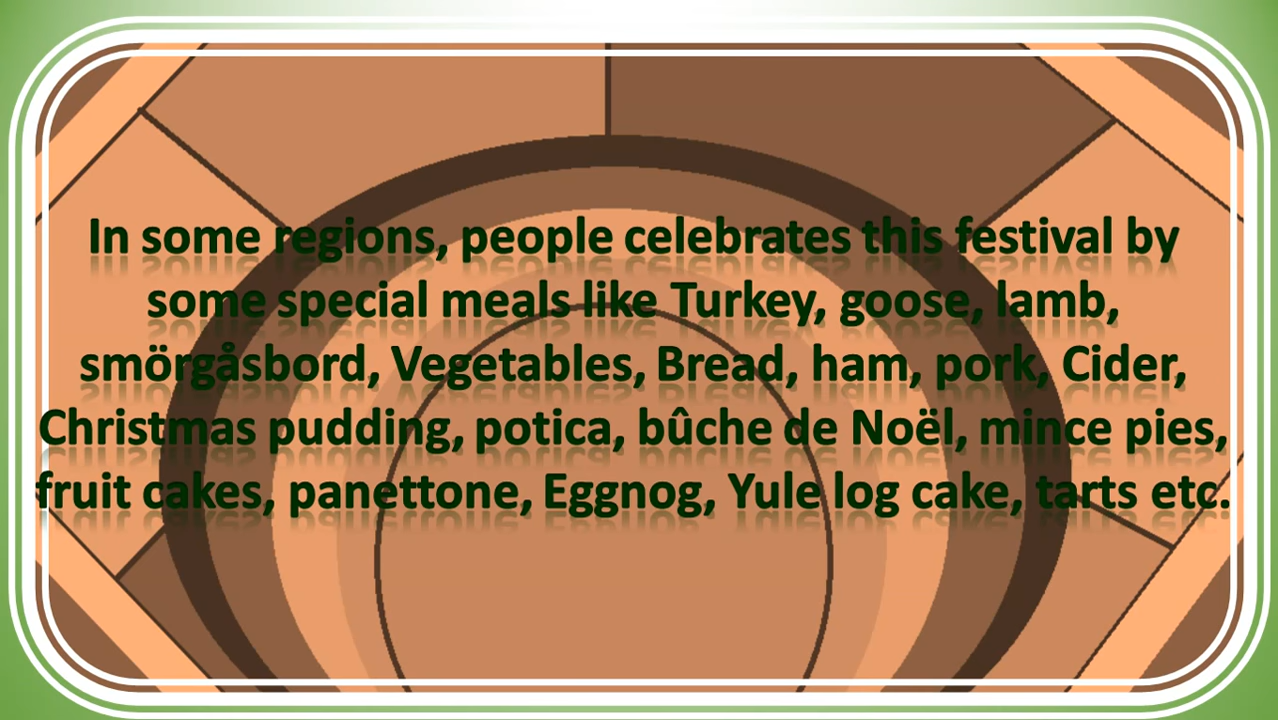 In some regions, people celebrates this festival by
some special meals like Turkey, goose, lamb,
smörgåsbord, Vegetables, Bread, ham, pork, Cider,
Christmas pudding, potica, bûche de Noël, mince pies,
fruit cakes, panettone, Eggnog, Yule log cake, tarts etc.